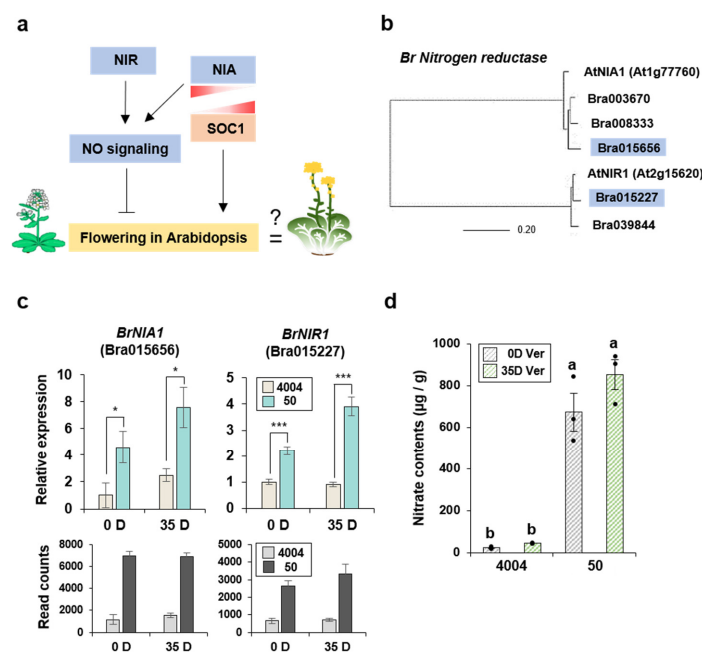 a
NIR
NIA
SOC1
NO signaling
?
Flowering in Arabidopsis
=
b
Br Nitrogen reductase
AtNIA1 (At1g77760)
Bra003670
Bra008333
Bra015656
AtNIR1 (At2g15620)
Bra015227
Bra039844
0.20
c
BrNIA1
(Bra015656)
BrNIR1
(Bra015227)
Relative expression
10
8
6
4
2
0
*
*
0 D
35 D
5
4
3
2
1
0
4004
50
***
***
0 D
35 D
Read counts
8000
6000
4000
2000
0
0 D
35 D
5000
4000
3000
2000
1000
0
4004
50
0 D
35 D
d
Nitrate contents (µg / g)
1000
800
600
400
200
0
0D Ver
35D Ver
b
b
a
a
4004
50